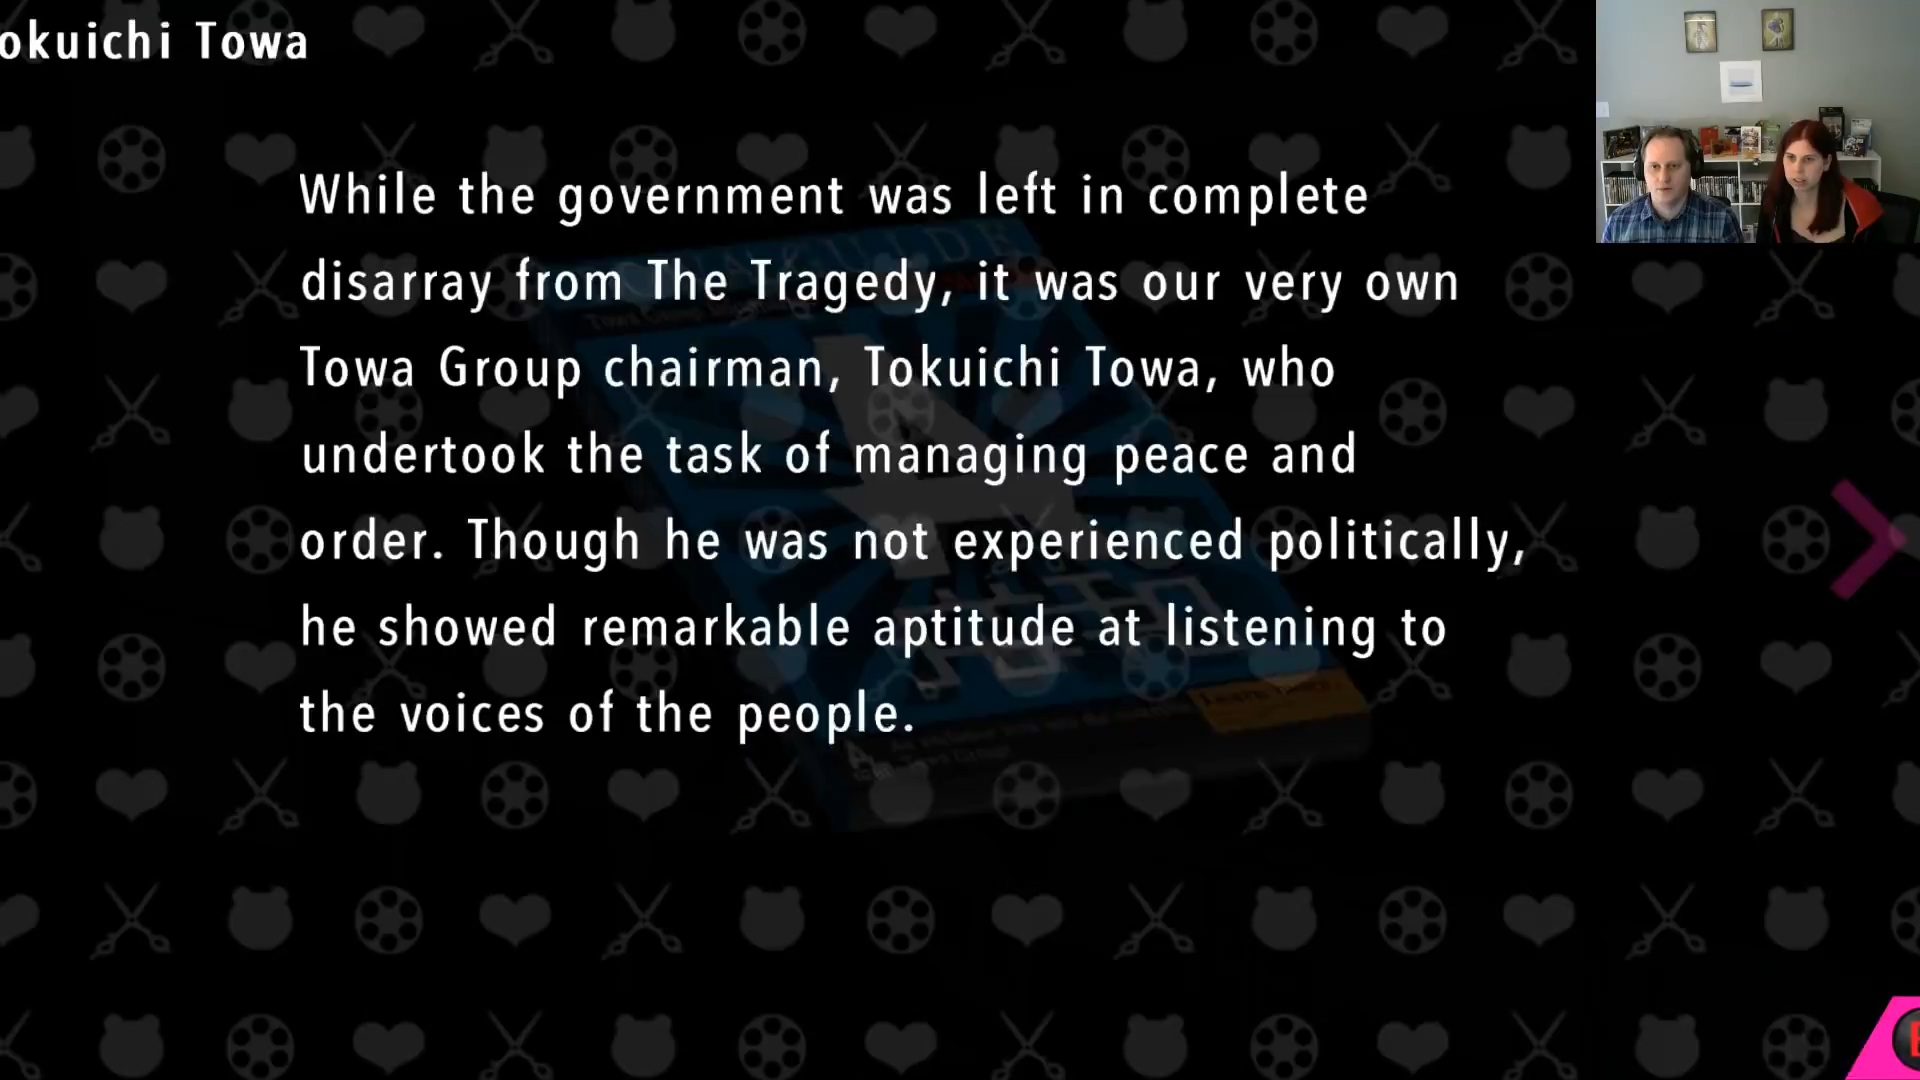 okuichi Towa
While the government was left in complete
disarray from The Tragedy, it was our very own
Towa Group chairman, Tokuichi Towa, who
undertook the task of managing peace and
order. Though he was not experienced politically,
he showed remarkable aptitude at listening to
the voices of the people.